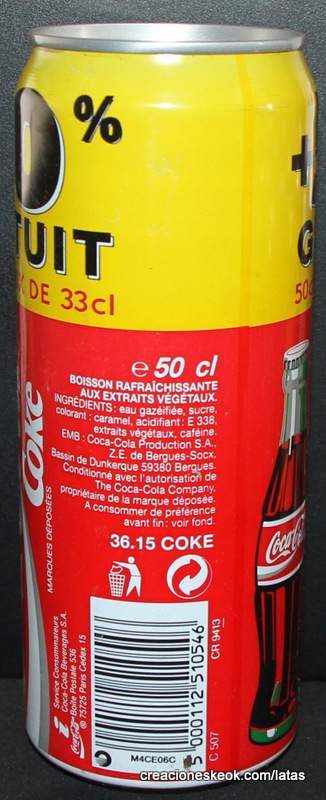 0%
TUIT
DE 33cl
+
G
50c
e 50 cl
BOISSON RAFRAÎCHISSANTE
AUX EXTRAITS VÉGÉTAUX.
INGRÉDIENTS : eau gazéifiée, sucre,
colorant : caramel, acidifiant : E 338,
extraits végétaux, caféine.
EMB : Coca-Cola Production S.A.,
Z.E. de Bergues-Socx,
Bassin de Dunkerque 59380 Bergues.
Conditionné avec l'autorisation de
The Coca-Cola Company,
propriétaire de la marque déposée.
A consommer de préférence
avant fin : voir fond.
36.15 COKE
Coke
MARQUES DÉPOSÉES
Service Consommateurs
Coca-Cola Beverages S.A.
Boîte Postale 536
75725 Paris Cedex 15
Coca-Cola
5 000112 510546
CR 9413
C 507
M4CE06C
Coca-Cola
creacioneskeok.com/latas